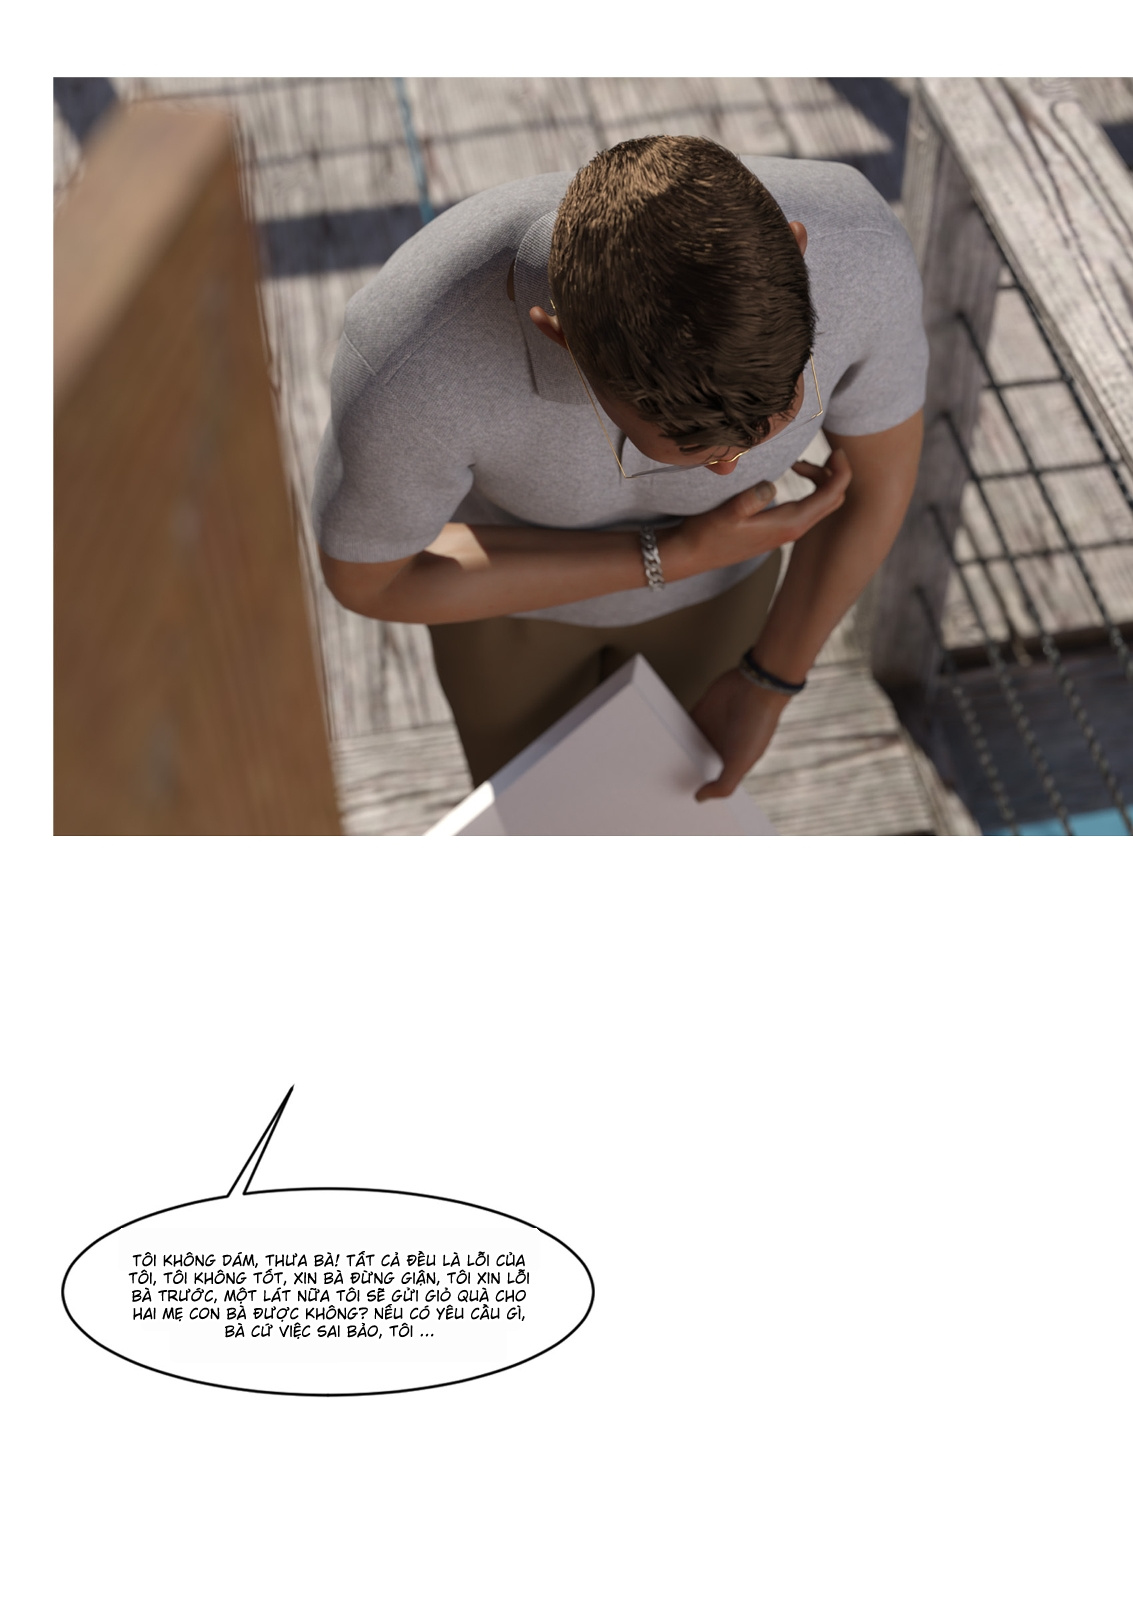 TÔI KHÔNG DÁM, THƯA BÀ! TẤT CẢ ĐỀU LÀ LỖI CỦA
TÔI, TÔI KHÔNG TỐT, XIN BÀ ĐỪNG GIẬN, TÔI XIN LỖI
BÀ TRƯỚC, MỘT LÁT NỮA TÔI SẼ GỬI GIỎ QUÀ CHO
HAI MẸ CON BÀ ĐƯỢC KHÔNG? NẾU CÓ YÊU CẦU GÌ,
BÀ CỨ VIỆC SAI BẢO, TÔI ...